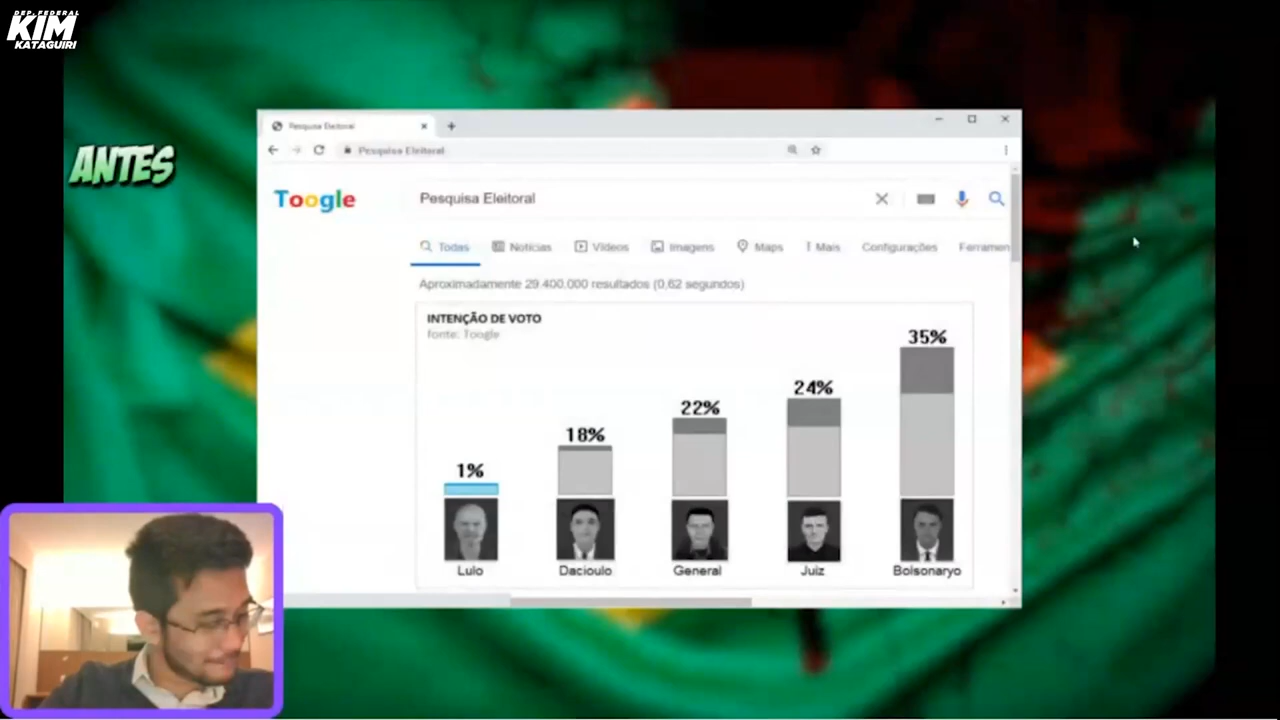 DEP. FEDERAL
KIM
KATAGUIRI
ANTES
Pesquisa Eleitoral
Pesquisa Eleitoral
Toogle
Pesquisa Eleitoral
Todas Notícias Vídeos Imagens Maps Mais Configurações Ferramen
Aproximadamente 29.400.000 resultados (0,62 segundos)
INTENÇÃO DE VOTO
fonte: Toogle
1% 18% 22% 24% 35%
Lulo Dacioulo General Juiz Bolsonaryo